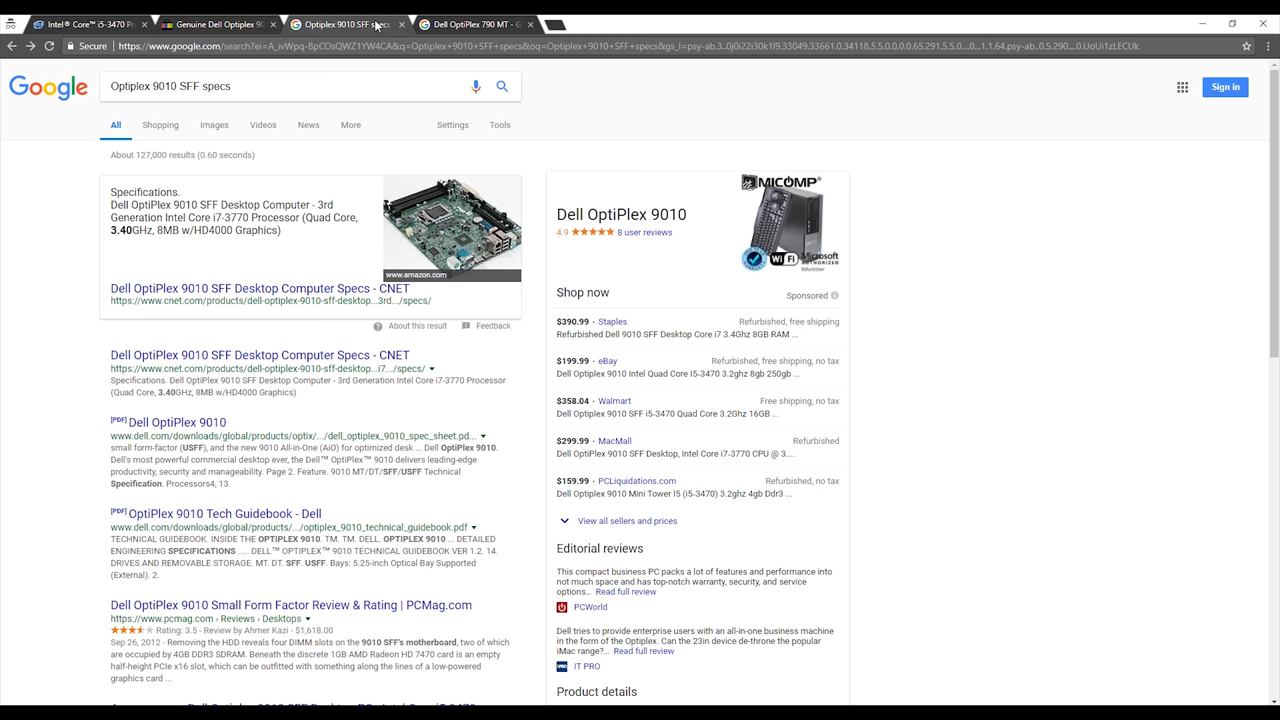 Intel® Core™ i5-3470 Pr
Genuine Dell Optiplex 90
Optiplex 9010 SFF specs
Dell OptiPlex 790 MT - G
Secure
https://www.google.com/search?ei=A_ivWpq-BpCOsQWZ1YW4CA&q=Optiplex+9010+SFF+specs&oq=Optiplex+9010+SFF+specs&gs_l=psy-ab.3..0j0i22i30k1l9.33049.33661.0.34118.5.5.0.0.0.0.65.291.5.5.0....0...1.1.64.psy-ab..0.5.290....0.UoUi1zLECUk
Google
Optiplex 9010 SFF specs
Sign in
All
Shopping
Images
Videos
News
More
Settings
Tools
About 127,000 results (0.60 seconds)
Specifications.
Dell OptiPlex 9010 SFF Desktop Computer - 3rd
Generation Intel Core i7-3770 Processor (Quad Core,
3.40GHz, 8MB w/HD4000 Graphics)
www.amazon.com
Dell OptiPlex 9010 SFF Desktop Computer Specs - CNET
https://www.cnet.com/products/dell-optiplex-9010-sff-desktop...3rd.../specs/
About this result
Feedback
Dell OptiPlex 9010 SFF Desktop Computer Specs - CNET
https://www.cnet.com/products/dell-optiplex-9010-sff-desktop...i7.../specs/
Specifications. Dell OptiPlex 9010 SFF Desktop Computer - 3rd Generation Intel Core i7-3770 Processor
(Quad Core, 3.40GHz, 8MB w/HD4000 Graphics)
[PDF] Dell OptiPlex 9010
www.dell.com/downloads/global/products/optix/.../dell_optiplex_9010_spec_sheet.pd...
small form-factor (USFF), and the new 9010 All-in-One (AiO) for optimized desk ... Dell OptiPlex 9010.
Dell's most powerful commercial desktop ever, the Dell™ OptiPlex™ 9010 delivers leading-edge
productivity, security and manageability. Page 2. Feature. 9010 MT/DT/SFF/USFF Technical
Specification. Processors4, 13.
[PDF] OptiPlex 9010 Tech Guidebook - Dell
www.dell.com/downloads/global/products/.../optiplex_9010_technical_guidebook.pdf
TECHNICAL GUIDEBOOK. INSIDE THE OPTIPLEX 9010. TM. TM. DELL. OPTIPLEX 9010 ... DETAILED
ENGINEERING SPECIFICATIONS ..... DELL™ OPTIPLEX™ 9010 TECHNICAL GUIDEBOOK VER 1.2. 14.
DRIVES AND REMOVABLE STORAGE. MT. DT. SFF. USFF. Bays: 5.25-inch Optical Bay Supported
(External). 2.
Dell OptiPlex 9010 Small Form Factor Review & Rating | PCMag.com
https://www.pcmag.com › Reviews › Desktops
Rating: 3.5 - Review by Ahmer Kazi - $1,618.00
Sep 26, 2012 - Removing the HDD reveals four DIMM slots on the 9010 SFF's motherboard, two of which
are occupied by 4GB DDR3 SDRAM. Beneath the discrete 1GB AMD Radeon HD 7470 card is an empty
half-height PCIe x16 slot, which can be outfitted with something along the lines of a low-powered
graphics card ...
Dell OptiPlex 9010
4.9
8 user reviews
MICOMP
WiFi
Microsoft
AUTHORIZED
Refurbisher
Shop now
Sponsored
$390.99 · Staples
Refurbished, free shipping
Refurbished Dell 9010 SFF Desktop Core i7 3.4Ghz 8GB RAM ...
$199.99 · eBay
Refurbished, free shipping, no tax
Dell Optiplex 9010 Intel Quad Core I5-3470 3.2ghz 8gb 250gb ...
$358.04 · Walmart
Free shipping, no tax
Dell Optiplex 9010 SFF i5-3470 Quad Core 3.2Ghz 16GB ...
$299.99 · MacMall
Refurbished
Dell OptiPlex 9010 SFF Desktop, Intel Core i7-3770 CPU @ 3....
$159.99 · PCLiquidations.com
Refurbished, no tax
Dell Optiplex 9010 Mini Tower I5 (i5-3470) 3.2ghz 4gb Ddr3 ...
View all sellers and prices
Editorial reviews
This compact business PC packs a lot of features and performance into
not much space and has top-notch warranty, security, and service
options... Read full review
PCWorld
Dell tries to provide enterprise users with an all-in-one business machine
in the form of the Optiplex. Can the 23in device de-throne the popular
iMac range?... Read full review
IT PRO
Product details